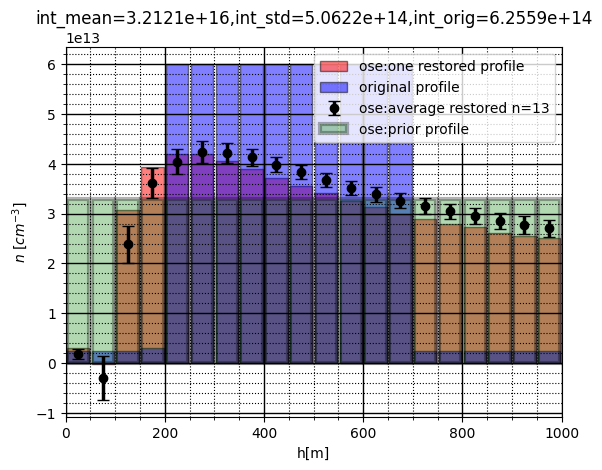 int_mean=3.2121e+16,int_std=5.0622e+14,int_orig=6.2559e+14
1e13
ose:one restored profile
original profile
ose:average restored n=13
ose:prior profile
6
5
4
3
2
1
0
−1
n [cm⁻³]
0 200 400 600 800 1000
h[m]